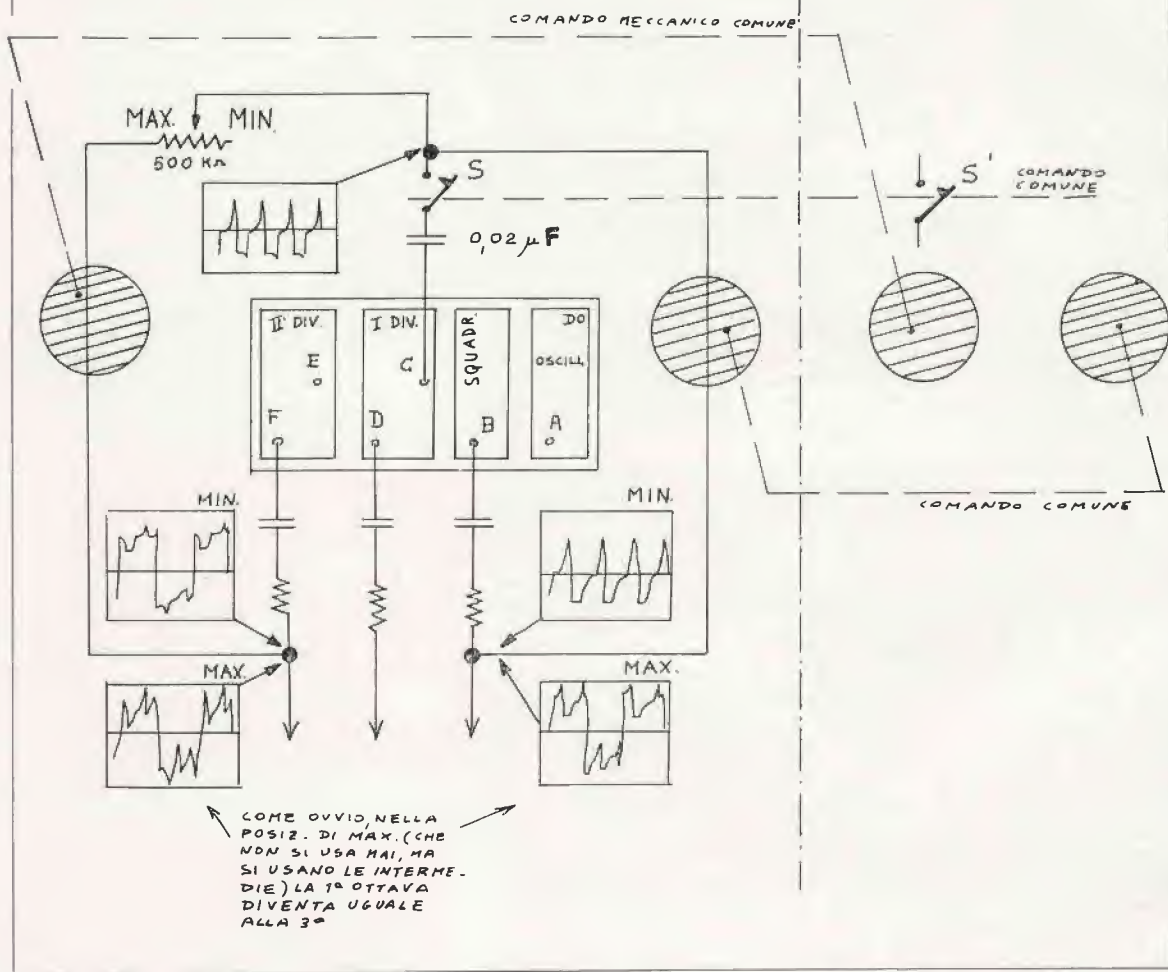 COMANDO MECCANICO COMUNE
MAX. MIN.
500 KΩ
S
S'
COMANDO
COMUNE
0,02 μF
II DIV.
I DIV.
SQUADR.
DO
OSCILL.
E
C
F
D
B
A
MIN.
MIN.
COMANDO COMUNE
MAX.
MAX.
COME OVVIO, NELLA
POSIZ. DI MAX. (CHE
NON SI USA MAI, MA
SI USANO LE INTERME-
DIE) LA 1ª OTTAVA
DIVENTA UGUALE
ALLA 3ª